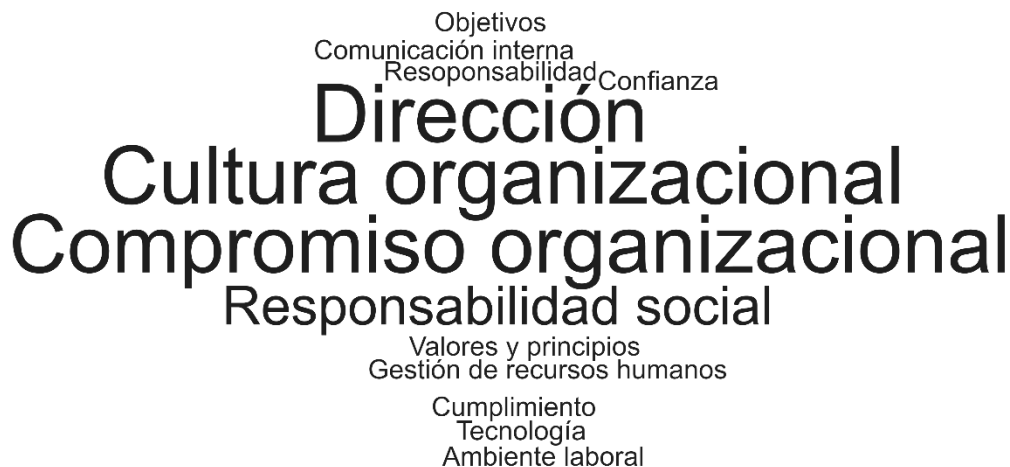 Objetivos
Comunicación interna
Resoponsabilidad
Confianza
Dirección
Cultura organizacional
Compromiso organizacional
Responsabilidad social
Valores y principios
Gestión de recursos humanos
Cumplimiento
Tecnología
Ambiente laboral